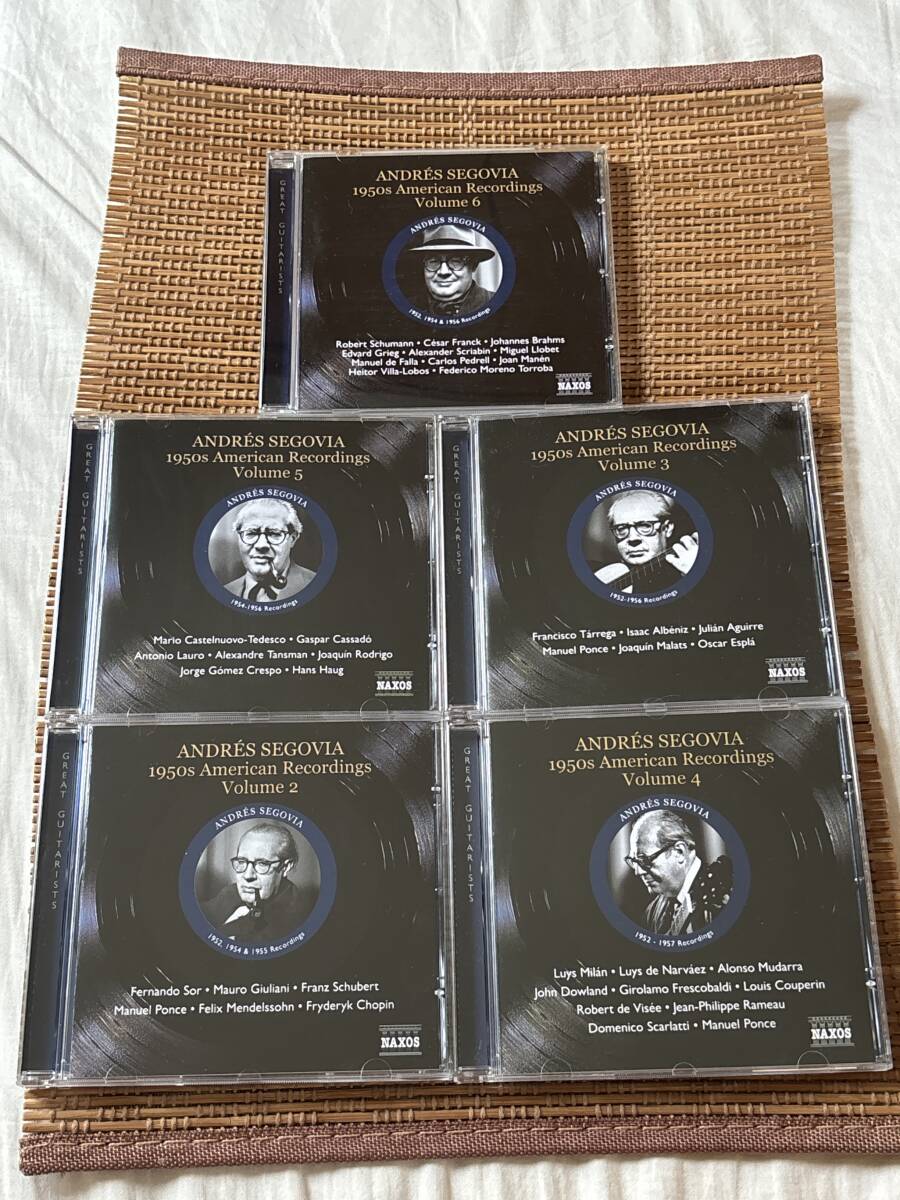 GREAT GUITARISTS
ANDRÉS SEGOVIA
1950s American Recordings
Volume 6
ANDRÉS SEGOVIA
1952, 1954 & 1956 Recordings
Robert Schumann • César Franck • Johannes Brahms
Edvard Grieg • Alexander Scriabin • Miguel Llobet
Manuel de Falla • Carlos Pedrell • Joan Manén
Heitor Villa-Lobos • Federico Moreno Torroba
NAXOS
GREAT GUITARISTS
ANDRÉS SEGOVIA
1950s American Recordings
Volume 5
ANDRÉS SEGOVIA
1954-1956 Recordings
Mario Castelnuovo-Tedesco • Gaspar Cassadó
Antonio Lauro • Alexandre Tansman • Joaquín Rodrigo
Jorge Gómez Crespo • Hans Haug
NAXOS
GREAT GUITARISTS
ANDRÉS SEGOVIA
1950s American Recordings
Volume 3
ANDRÉS SEGOVIA
1952-1956 Recordings
Francisco Tárrega • Isaac Albéniz • Julián Aguirre
Manuel Ponce • Joaquín Malats • Oscar Esplá
NAXOS
GREAT GUITARISTS
ANDRÉS SEGOVIA
1950s American Recordings
Volume 2
ANDRÉS SEGOVIA
1952, 1954 & 1955 Recordings
Fernando Sor • Mauro Giuliani • Franz Schubert
Manuel Ponce • Felix Mendelssohn • Fryderyk Chopin
NAXOS
GREAT GUITARISTS
ANDRÉS SEGOVIA
1950s American Recordings
Volume 4
ANDRÉS SEGOVIA
1952 - 1957 Recordings
Luys Milán • Luys de Narváez • Alonso Mudarra
John Dowland • Girolamo Frescobaldi • Louis Couperin
Robert de Visée • Jean-Philippe Rameau
Domenico Scarlatti • Manuel Ponce
NAXOS